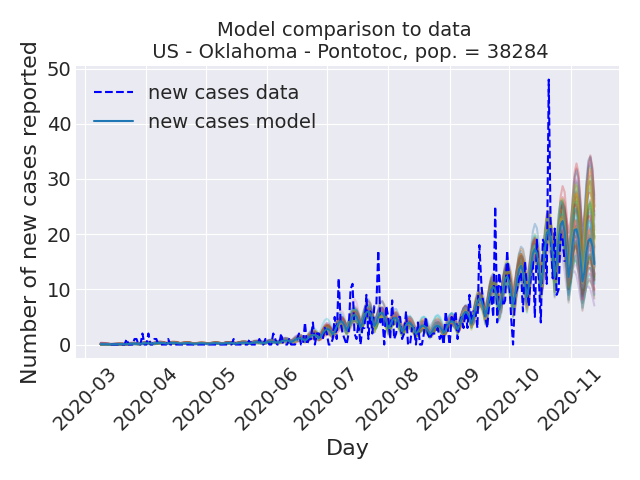 Model comparison to data
US - Oklahoma - Pontotoc, pop. = 38284
Number of new cases reported
50
40
30
20
10
0
new cases data
new cases model
2020-03
2020-04
2020-05
2020-06
2020-07
2020-08
2020-09
2020-10
2020-11
Day